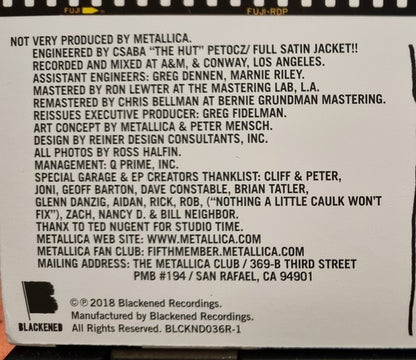 FUJI
FUJI-RDP
NOT VERY PRODUCED BY METALLICA.
ENGINEERED BY CSABA "THE HUT" PETOCZ/ FULL SATIN JACKET!!
RECORDED AND MIXED AT A&M, & CONWAY, LOS ANGELES.
ASSISTANT ENGINEERS: GREG DENNEN, MARNIE RILEY.
MASTERED BY RON LEWTER AT THE MASTERING LAB, L.A.
REMASTERED BY CHRIS BELLMAN AT BERNIE GRUNDMAN MASTERING.
REISSUES EXECUTIVE PRODUCER: GREG FIDELMAN.
ART CONCEPT BY METALLICA & PETER MENSCH.
DESIGN BY REINER DESIGN CONSULTANTS, INC.
ALL PHOTOS BY ROSS HALFIN.
MANAGEMENT: Q PRIME, INC.
SPECIAL GARAGE & EP CREATORS THANKLIST: CLIFF & PETER,
JONI, GEOFF BARTON, DAVE CONSTABLE, BRIAN TATLER,
GLENN DANZIG, AIDAN, RICK, ROB, ("NOTHING A LITTLE CAULK WON'T
FIX"), ZACH, NANCY D. & BILL NEIGHBOR.
THANX TO TED NUGENT FOR STUDIO TIME.
METALLICA WEB SITE: WWW.METALLICA.COM
METALLICA FAN CLUB: FIFTHMEMBER.METALLICA.COM
MAILING ADDRESS: THE METALLICA CLUB / 369-B THIRD STREET
PMB #194 / SAN RAFAEL, CA 94901
©℗ 2018 Blackened Recordings.
Manufactured by Blackened Recordings.
All Rights Reserved. BLCKND036R-1
BLACKENED